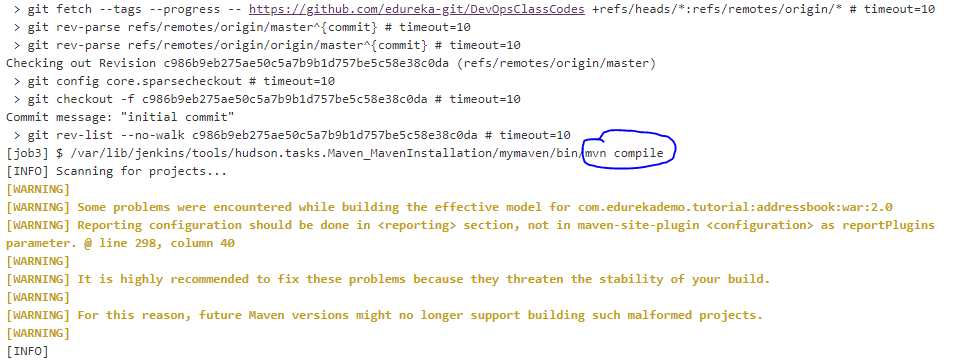 > git fetch --tags --progress -- https://github.com/edureka-git/DevOpsClassCodes +refs/heads/*:refs/remotes/origin/* # timeout=10
> git rev-parse refs/remotes/origin/master^{commit} # timeout=10
> git rev-parse refs/remotes/origin/origin/master^{commit} # timeout=10
Checking out Revision c986b9eb275ae50c5a7b9b1d757be5c58e38c0da (refs/remotes/origin/master)
> git config core.sparsecheckout # timeout=10
> git checkout -f c986b9eb275ae50c5a7b9b1d757be5c58e38c0da # timeout=10
Commit message: "initial commit"
> git rev-list --no-walk c986b9eb275ae50c5a7b9b1d757be5c58e38c0da # timeout=10
[job3] $ /var/lib/jenkins/tools/hudson.tasks.Maven_MavenInstallation/mymaven/bin/mvn compile
[INFO] Scanning for projects...
[WARNING]
[WARNING] Some problems were encountered while building the effective model for com.edurekademo.tutorial:addressbook:war:2.0
[WARNING] Reporting configuration should be done in <reporting> section, not in maven-site-plugin <configuration> as reportPlugins
parameter. @ line 298, column 40
[WARNING]
[WARNING] It is highly recommended to fix these problems because they threaten the stability of your build.
[WARNING]
[WARNING] For this reason, future Maven versions might no longer support building such malformed projects.
[WARNING]
[INFO]